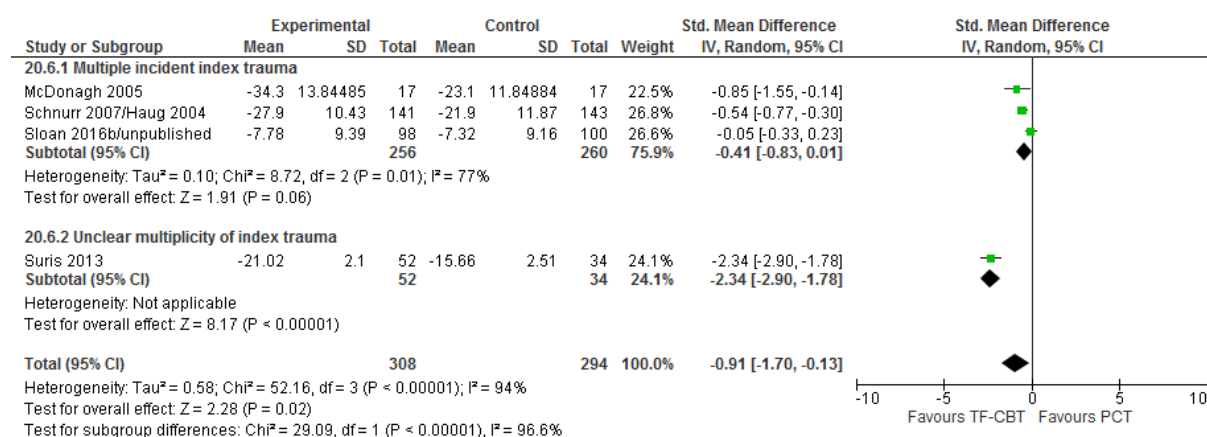 Experimental Control Std. Mean Difference Std. Mean Difference
Study or Subgroup Mean SD Total Mean SD Total Weight IV, Random, 95% CI IV, Random, 95% CI
20.6.1 Multiple incident index trauma
McDonagh 2005 -34.3 13.84485 17 -23.1 11.84884 17 22.5% -0.85 [-1.55, -0.14]
Schnurr 2007/Haug 2004 -27.9 10.43 141 -21.9 11.87 143 26.8% -0.54 [-0.77, -0.30]
Sloan 2016b/unpublished -7.78 9.39 98 -7.32 9.16 100 26.6% -0.05 [-0.33, 0.23]
Subtotal (95% CI) 256 260 75.9% -0.41 [-0.83, 0.01]
Heterogeneity: Tau² = 0.10; Chi² = 8.72, df = 2 (P = 0.01); I² = 77%
Test for overall effect: Z = 1.91 (P = 0.06)
20.6.2 Unclear multiplicity of index trauma
Suris 2013 -21.02 2.1 52 -15.66 2.51 34 24.1% -2.34 [-2.90, -1.78]
Subtotal (95% CI) 52 34 24.1% -2.34 [-2.90, -1.78]
Heterogeneity: Not applicable
Test for overall effect: Z = 8.17 (P < 0.00001)
Total (95% CI) 308 294 100.0% -0.91 [-1.70, -0.13]
Heterogeneity: Tau² = 0.58; Chi² = 52.16, df = 3 (P < 0.00001); I² = 94%
Test for overall effect: Z = 2.28 (P = 0.02)
Test for subgroup differences: Chi² = 29.09, df = 1 (P < 0.00001), I² = 96.6%
-10 -5 0 5 10
Favours TF-CBT Favours PCT